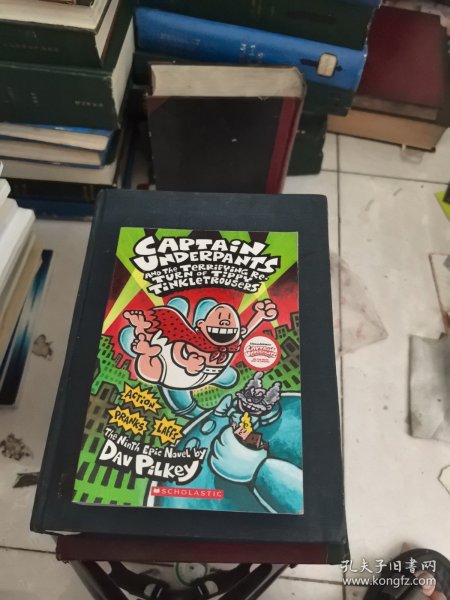 CAPTAIN
UNDERPANTS
AND THE TERRIFYING RE-
TURN OF TIPPY
TINKLETROUSERS
ACTION
PRANKS
LAFFS
The Ninth Epic Novel by
DAV PILKEY
SCHOLASTIC
孔夫子旧书网
www.kongfz.com